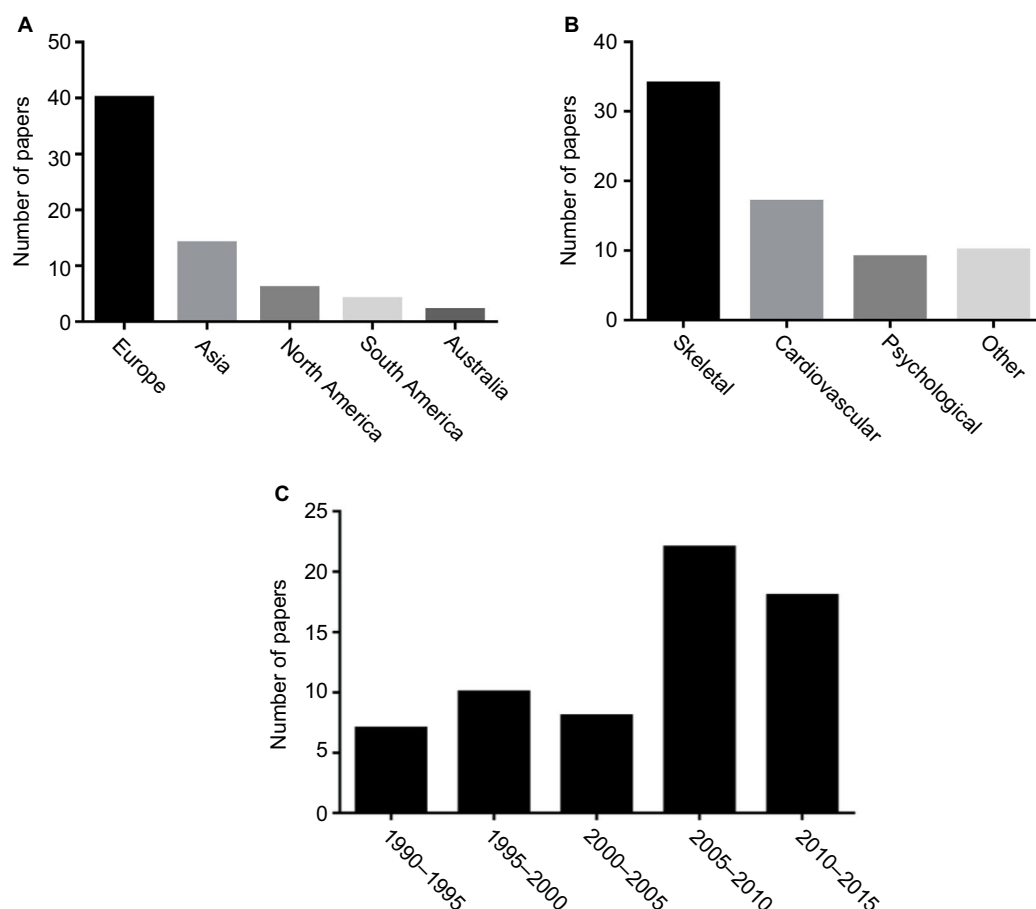 A
Number of papers
50
40
30
20
10
0
Europe
Asia
North America
South America
Australia
B
Number of papers
40
30
20
10
0
Skeletal
Cardiovascular
Psychological
Other
C
Number of papers
25
20
15
10
5
0
1990–1995
1995–2000
2000–2005
2005–2010
2010–2015